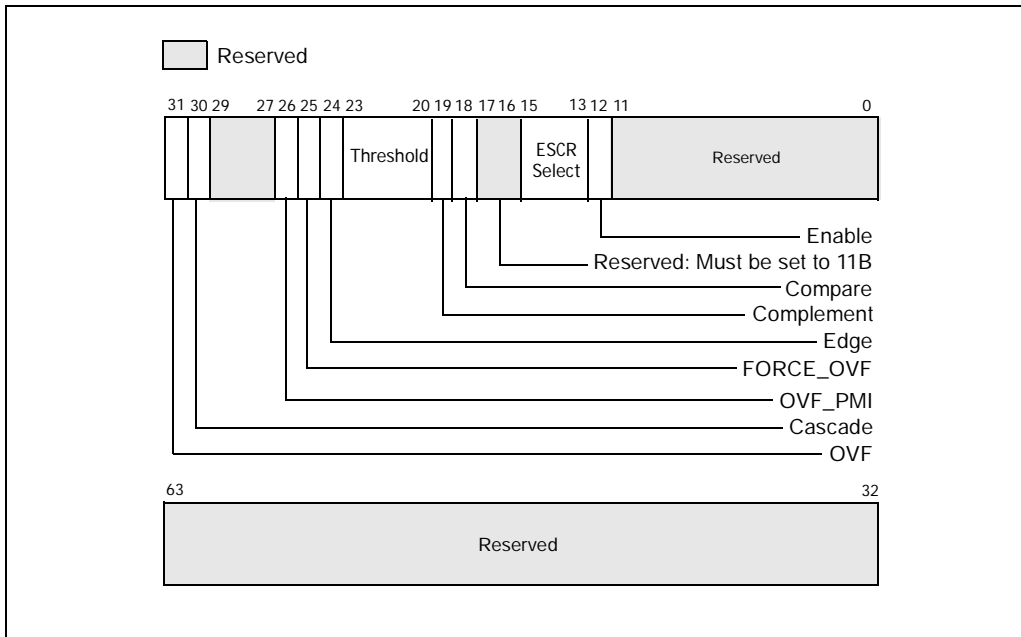 Reserved
31 30 29 27 26 25 24 23 20 19 18 17 16 15 13 12 11 0
Threshold
ESCR
Select
Reserved
Enable
Reserved: Must be set to 11B
Compare
Complement
Edge
FORCE_OVF
OVF_PMI
Cascade
OVF
63 32
Reserved